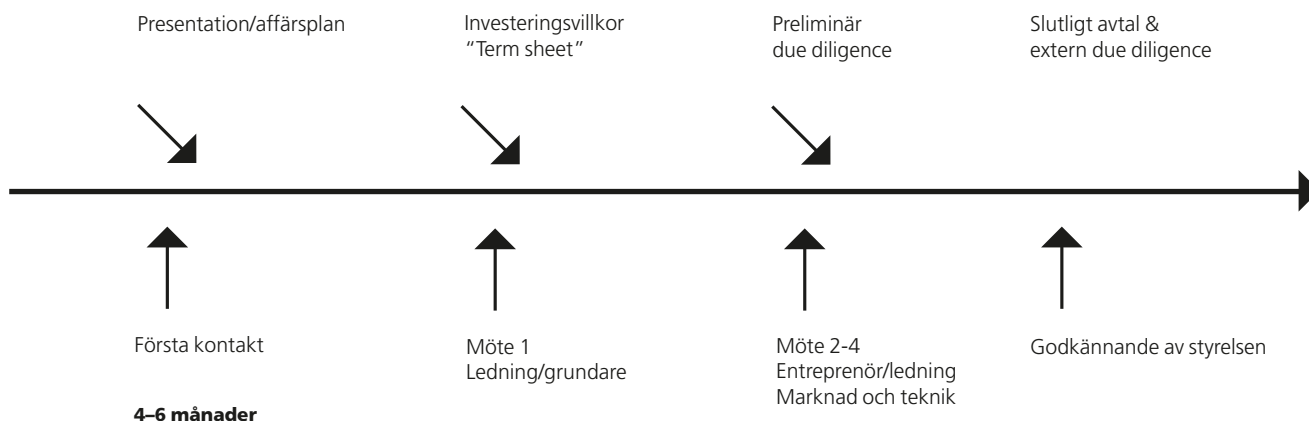 Presentation/affärsplan
Investeringsvillkor
“Term sheet”
Preliminär
due diligence
Slutligt avtal &
extern due diligence
Första kontakt
4–6 månader
Möte 1
Ledning/grundare
Möte 2-4
Entreprenör/ledning
Marknad och teknik
Godkännande av styrelsen